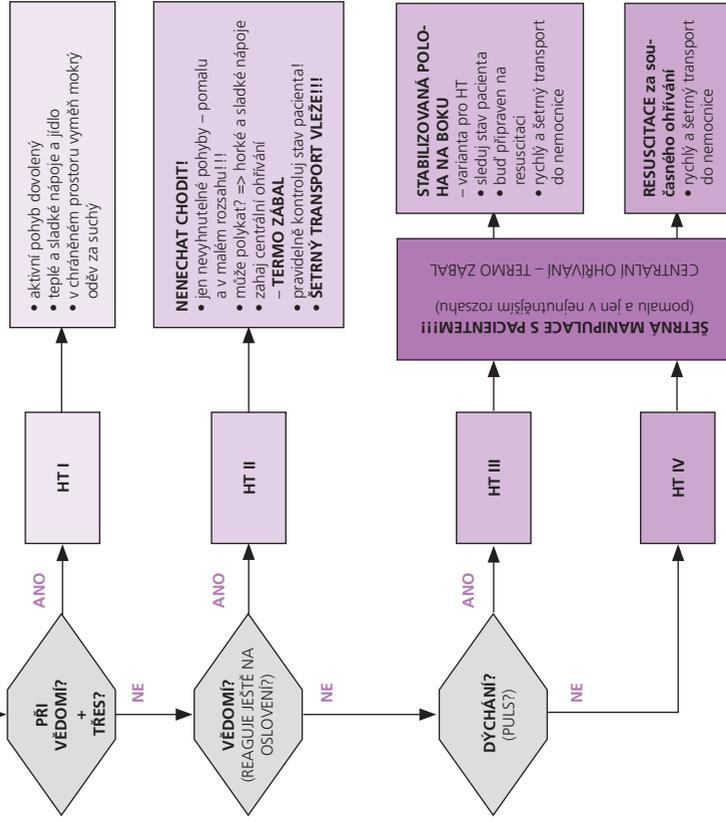 PŘI
VĚDOMÍ?
+
TŘES?
ANO
HT I
• aktivní pohyb dovolený
• teplé a sladké nápoje a jídlo
• v chráněném prostoru vyměň mokrý
oděv za suchý
NE
VĚDOMÍ?
(REAGUJE JEŠTĚ NA
OSLOVENÍ?)
ANO
HT II
NENECHAT CHODIT!
• jen nevyhnutelné pohyby – pomalu
a v malém rozsahu!!!
• může polykat? => horké a sladké nápoje
• zahaj centrální ohřívání
– TERMO ZÁBAL
• pravidelně kontroluj stav pacienta!
• ŠETRNÝ TRANSPORT VLEŽE!!!
NE
DÝCHÁNÍ?
(PULS?)
ANO
HT III
NE
HT IV
ŠETRNÁ MANIPULACE S PACIENTEM!!!
(pomalu a jen v nejnutnějším rozsahu)
CENTRÁLNÍ OHŘÍVÁNÍ – TERMO ZÁBAL
STABILIZOVANÁ POLO-
HA NA BOKU
– varianta pro HT
• sleduj stav pacienta
• buď připraven na
resuscitaci
• rychlý a šetrný transport
do nemocnice
RESUSCITACE za sou-
časného ohřívání
• rychlý a šetrný transport
do nemocnice